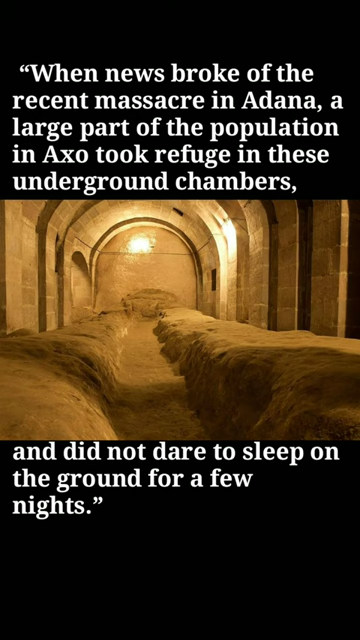 “When news broke of the
recent massacre in Adana, a
large part of the population
in Axo took refuge in these
underground chambers,
and did not dare to sleep on
the ground for a few
nights.”